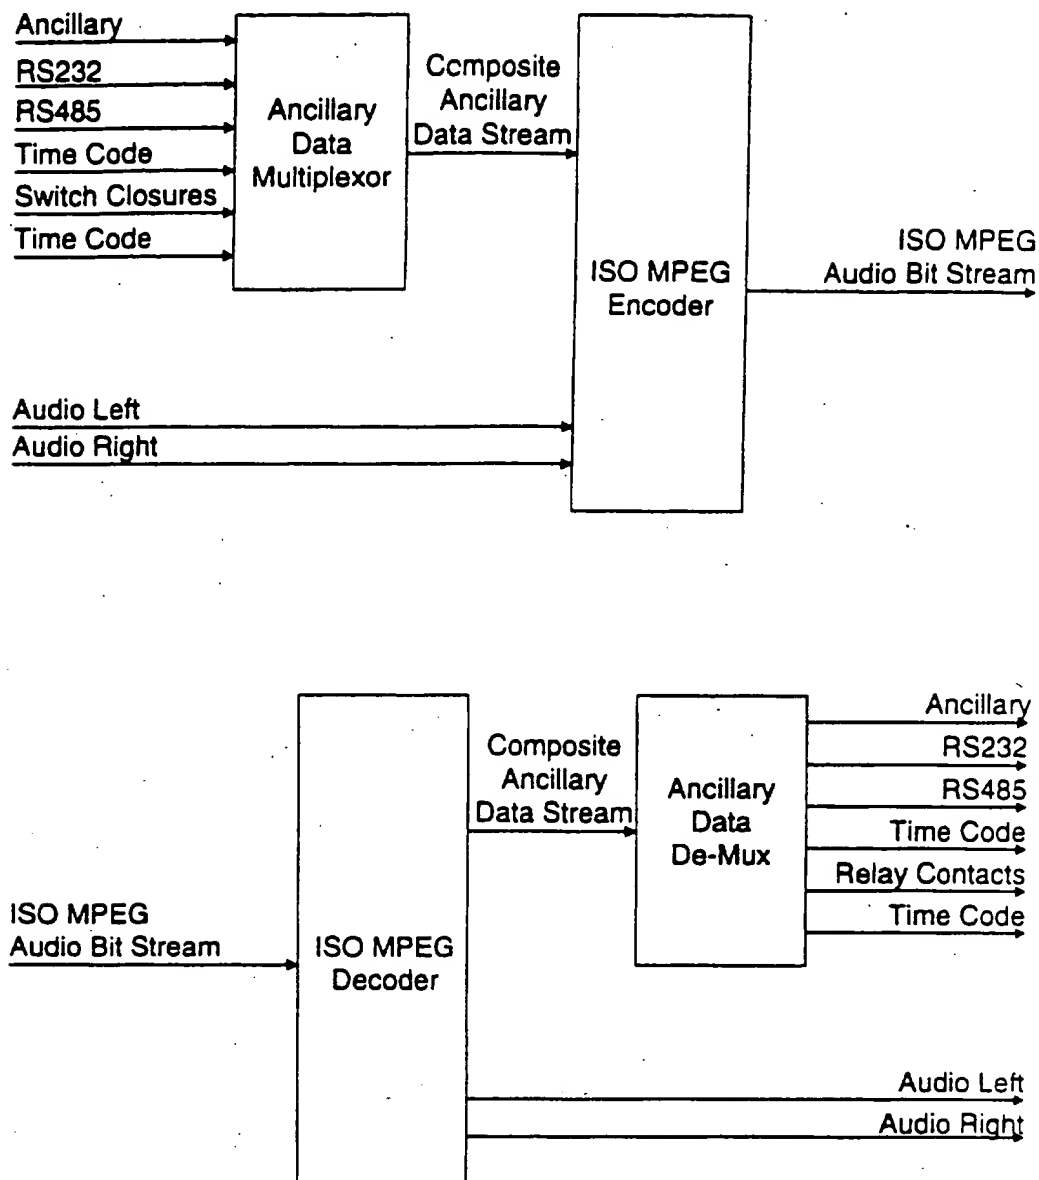 Ancillary
RS232
RS485
Time Code
Switch Closures
Time Code
Ancillary
Data
Multiplexor
Composite
Ancillary
Data Stream
ISO MPEG
Encoder
ISO MPEG
Audio Bit Stream
Audio Left
Audio Right
ISO MPEG
Audio Bit Stream
ISO MPEG
Decoder
Composite
Ancillary
Data Stream
Ancillary
Data
De-Mux
Ancillary
RS232
RS485
Time Code
Relay Contacts
Time Code
Audio Left
Audio Right